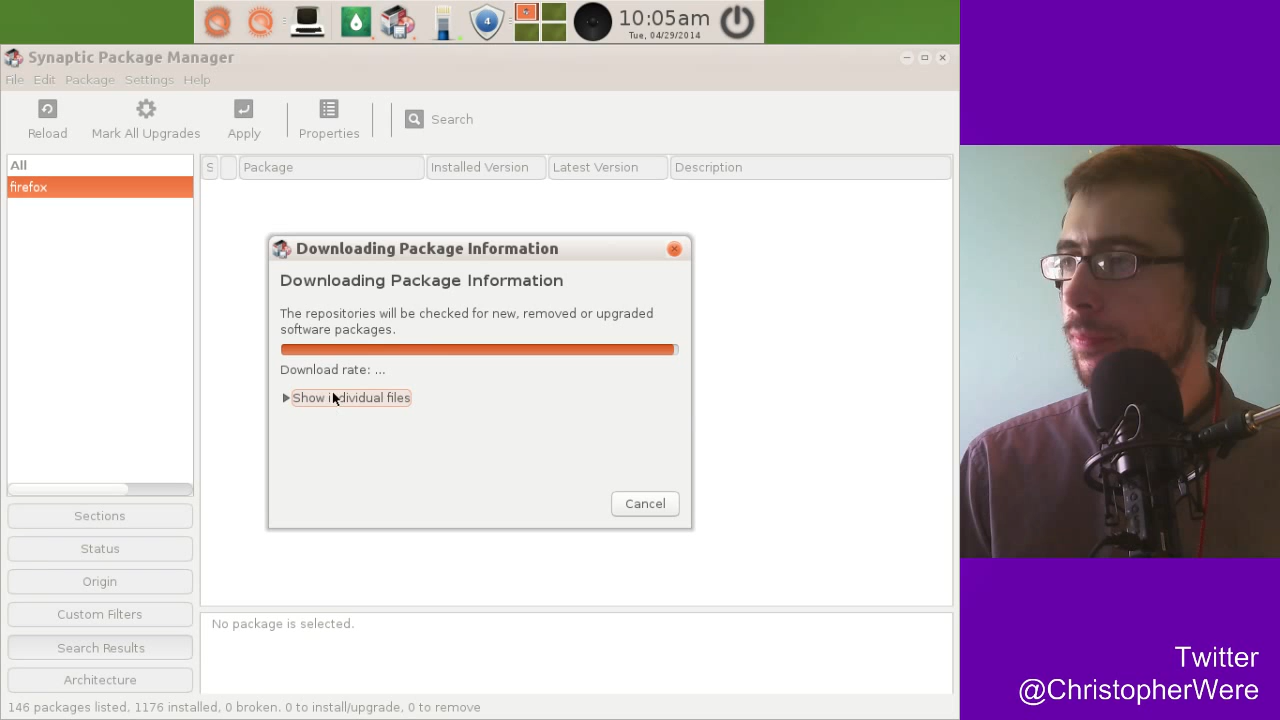 4
10:05am
Tue, 04/29/2014
Synaptic Package Manager
File Edit Package Settings Help
Reload Mark All Upgrades Apply Properties Search
All
firefox
S Package Installed Version Latest Version Description
Downloading Package Information
Downloading Package Information
The repositories will be checked for new, removed or upgraded
software packages.
Download rate: ...
Show individual files
Cancel
Sections
Status
Origin
Custom Filters
Search Results
Architecture
No package is selected.
146 packages listed, 1176 installed, 0 broken. 0 to install/upgrade, 0 to remove
Twitter
@ChristopherWere